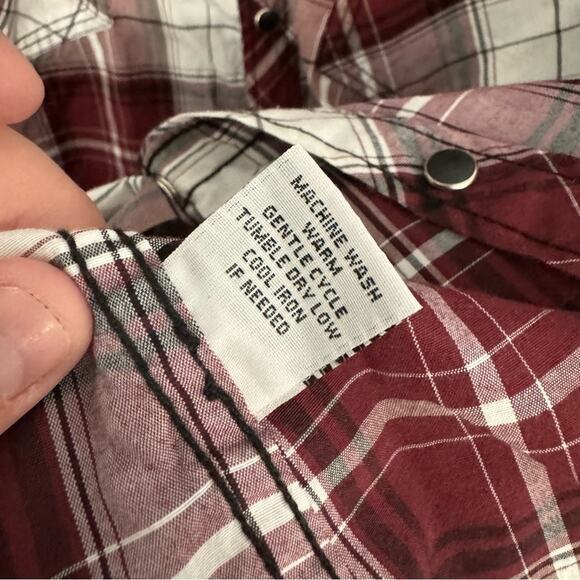 MACHINE WASH
WARM
GENTLE CYCLE
TUMBLE DRY LOW
COOL IRON
IF NEEDED